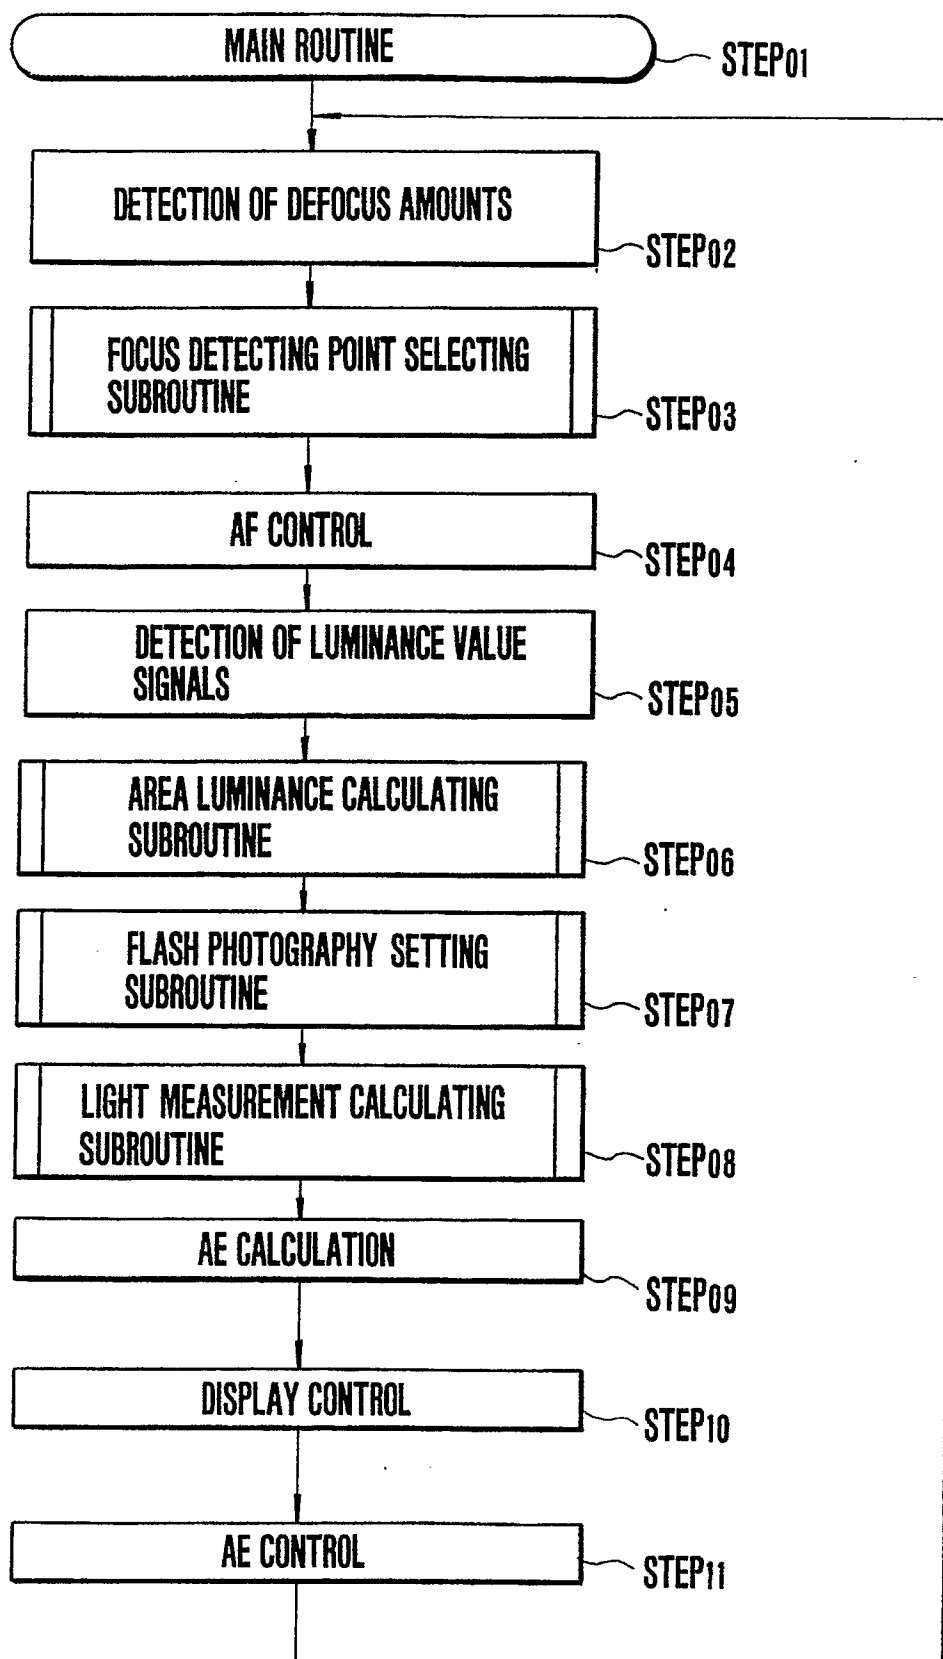 MAIN ROUTINE
STEP01
DETECTION OF DEFOCUS AMOUNTS
STEP02
FOCUS DETECTING POINT SELECTING
SUBROUTINE
STEP03
AF CONTROL
STEP04
DETECTION OF LUMINANCE VALUE
SIGNALS
STEP05
AREA LUMINANCE CALCULATING
SUBROUTINE
STEP06
FLASH PHOTOGRAPHY SETTING
SUBROUTINE
STEP07
LIGHT MEASUREMENT CALCULATING
SUBROUTINE
STEP08
AE CALCULATION
STEP09
DISPLAY CONTROL
STEP10
AE CONTROL
STEP11